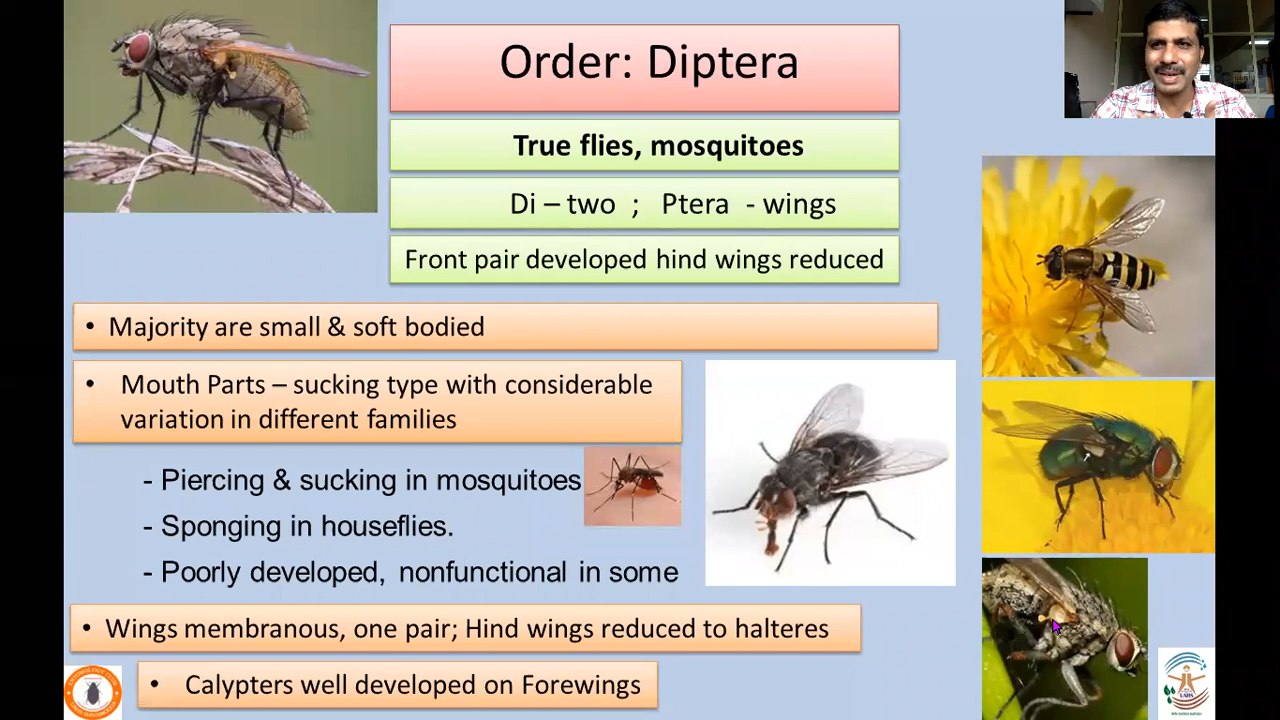 Order: Diptera
True flies, mosquitoes
Di – two ; Ptera - wings
Front pair developed hind wings reduced
• Majority are small & soft bodied
• Mouth Parts – sucking type with considerable
variation in different families
- Piercing & sucking in mosquitoes
- Sponging in houseflies.
- Poorly developed, nonfunctional in some
• Wings membranous, one pair; Hind wings reduced to halteres
• Calypters well developed on Forewings